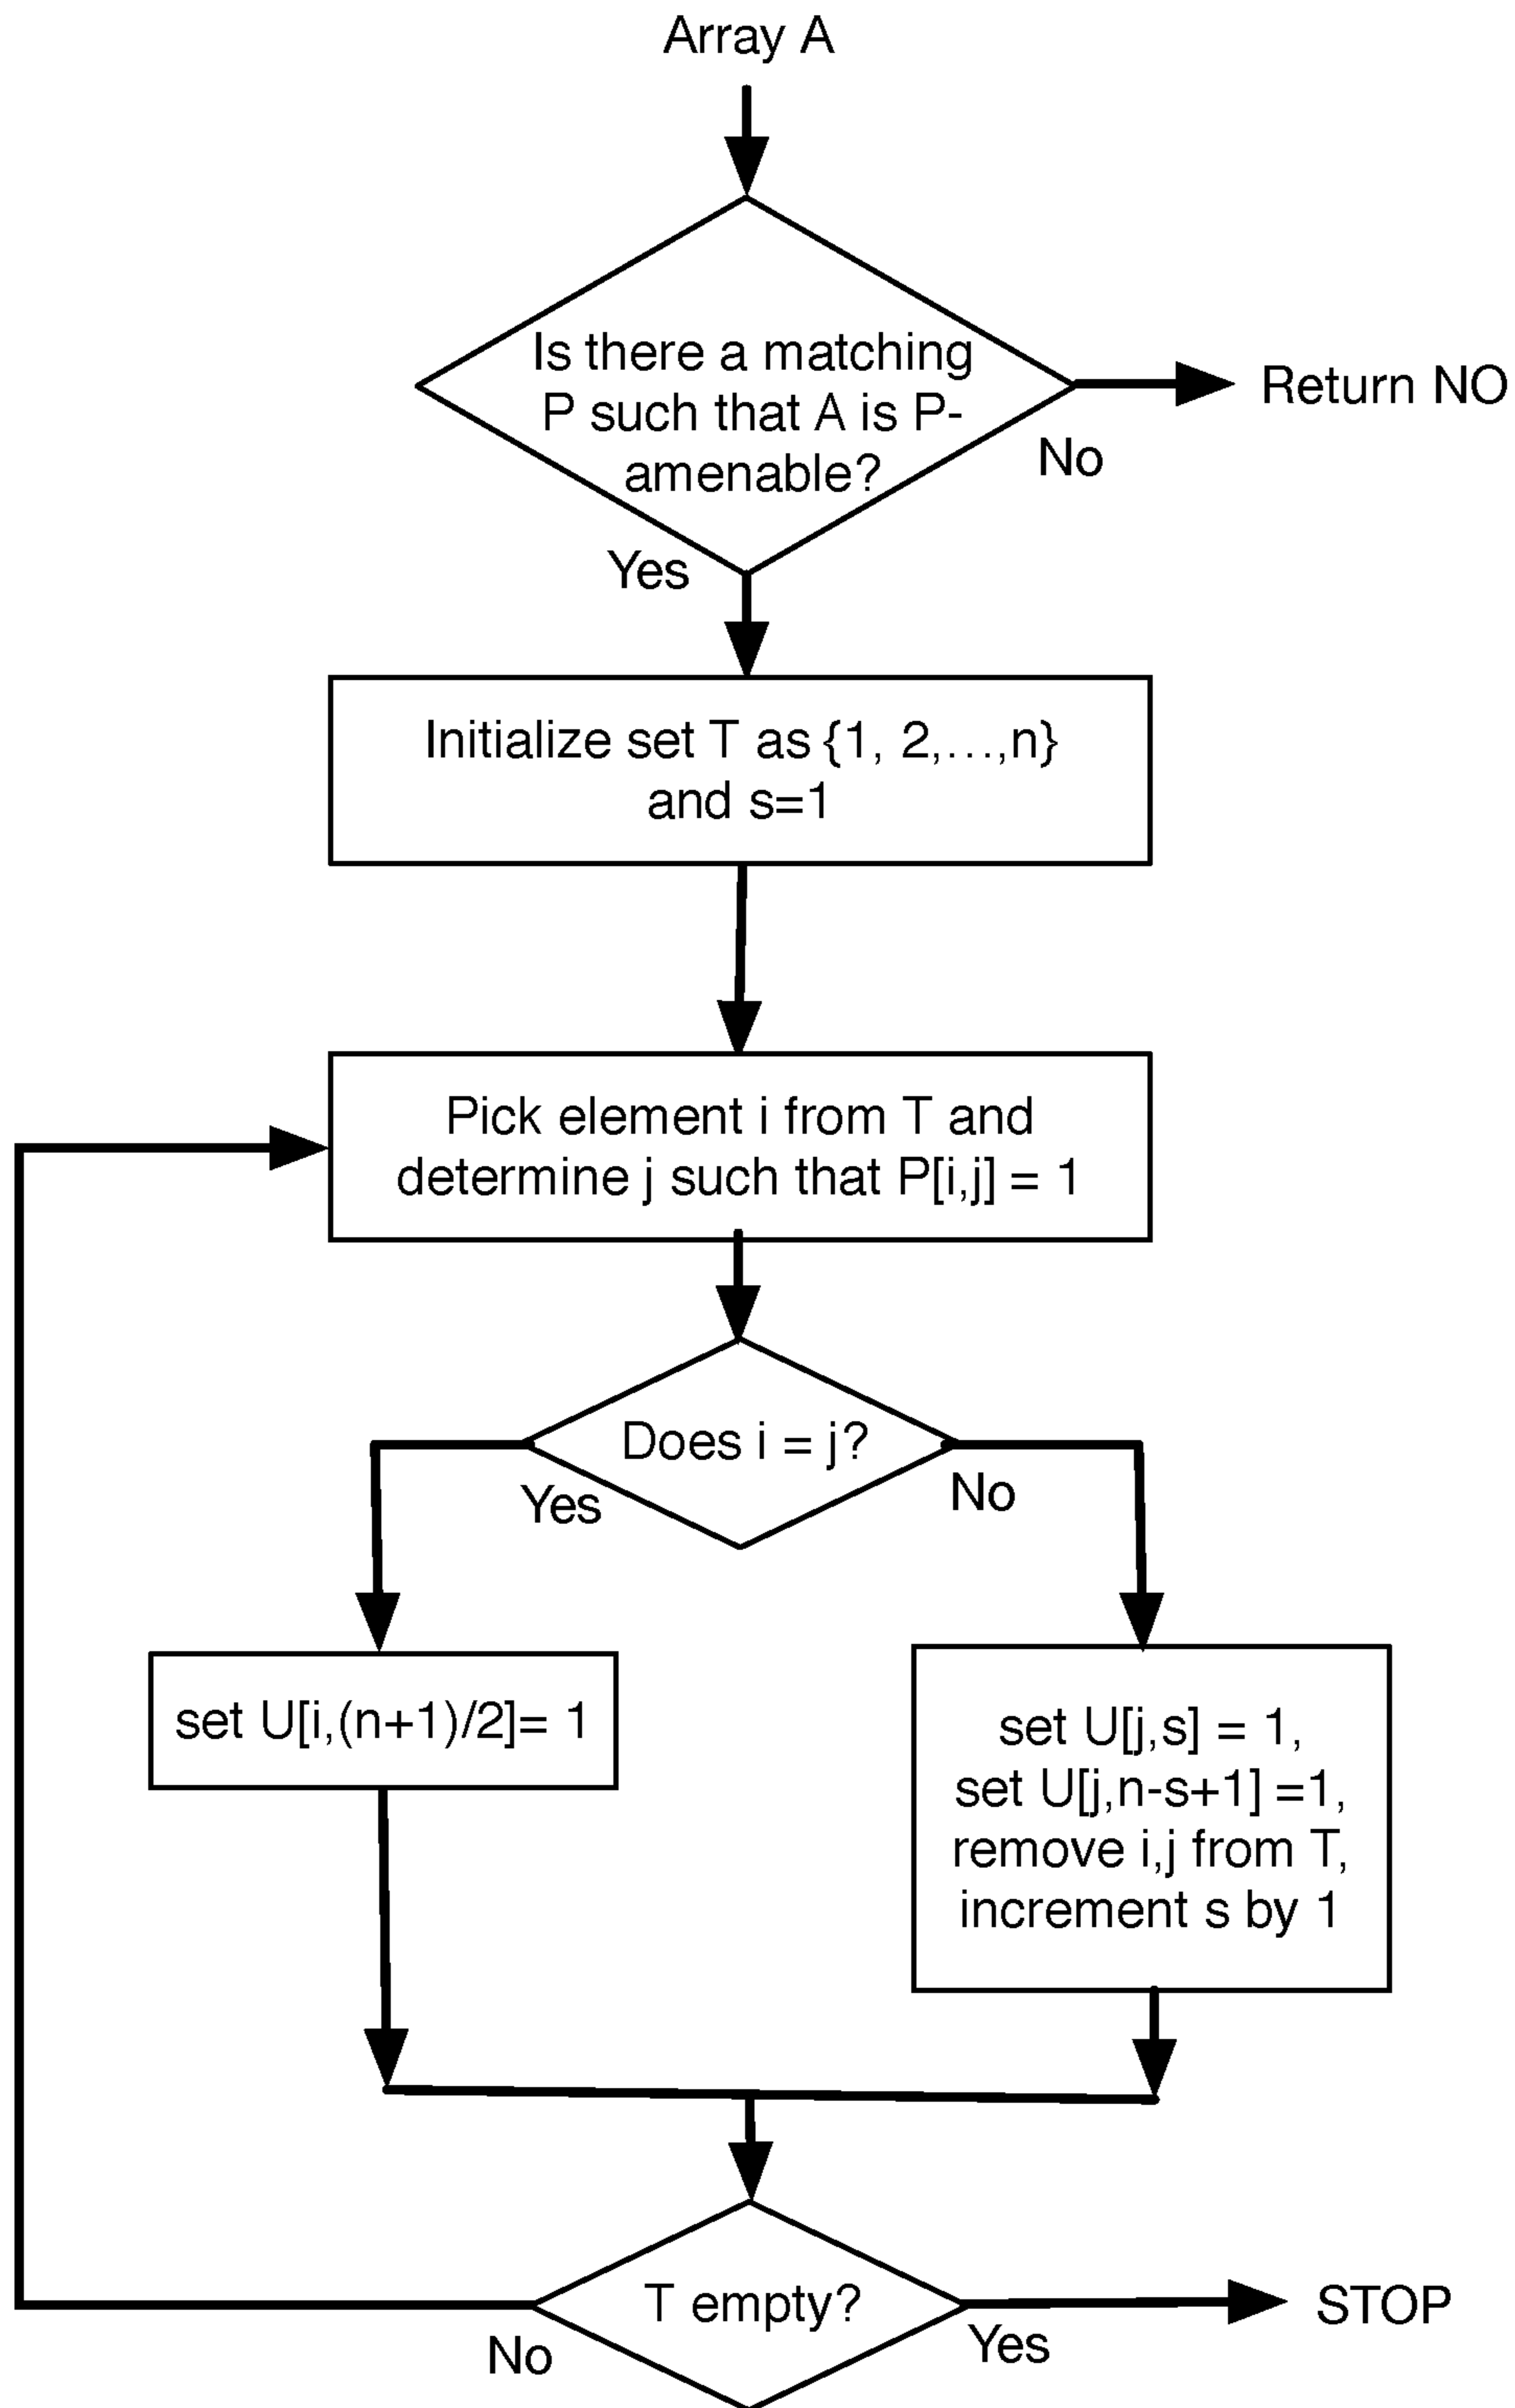 Array A
Is there a matching
P such that A is P-
amenable?
Return NO
No
Yes
Initialize set T as {1, 2,…,n}
and s=1
Pick element i from T and
determine j such that P[i,j] = 1
Does i = j?
Yes
No
set U[i,(n+1)/2]= 1
set U[j,s] = 1,
set U[j,n-s+1] =1,
remove i,j from T,
increment s by 1
T empty?
STOP
No
Yes